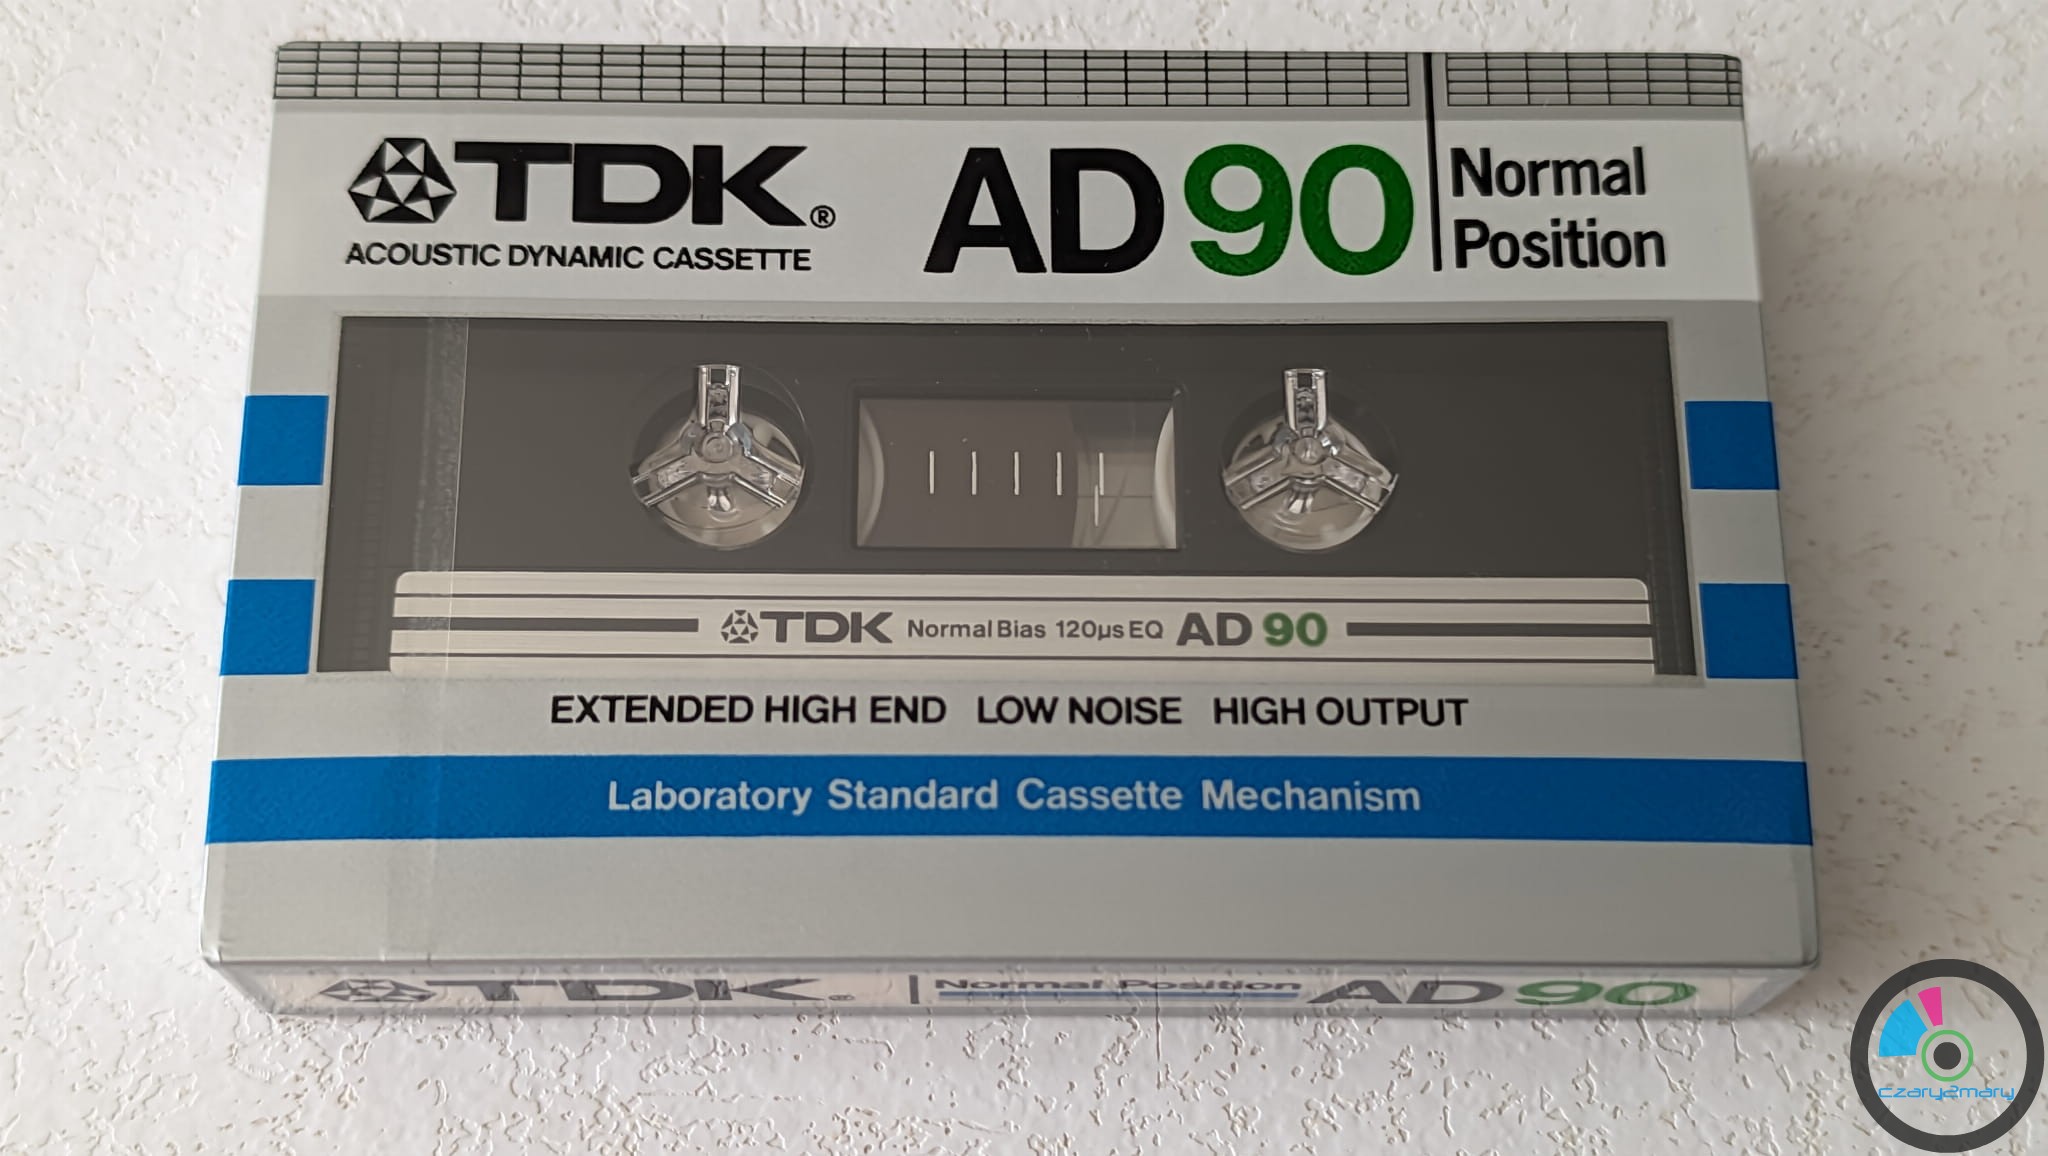 TDK® AD 90 Normal Position
ACOUSTIC DYNAMIC CASSETTE
TDK Normal Bias 120µs EQ AD 90
EXTENDED HIGH END LOW NOISE HIGH OUTPUT
Laboratory Standard Cassette Mechanism
TDK® Normal Position AD 90
czary2mary